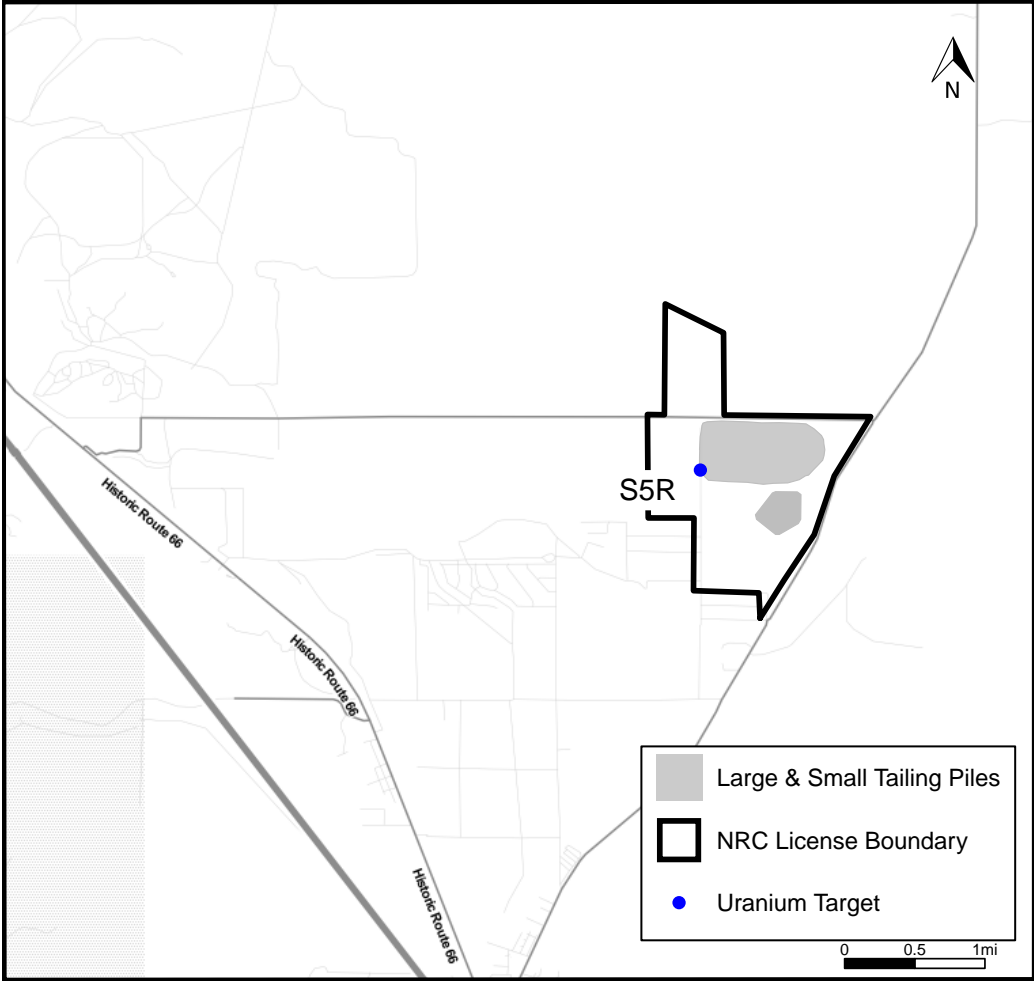 N
S5R
Historic Route 66
Historic Route 66
Historic Route 66
Large & Small Tailing Piles
NRC License Boundary
Uranium Target
0 0.5 1mi